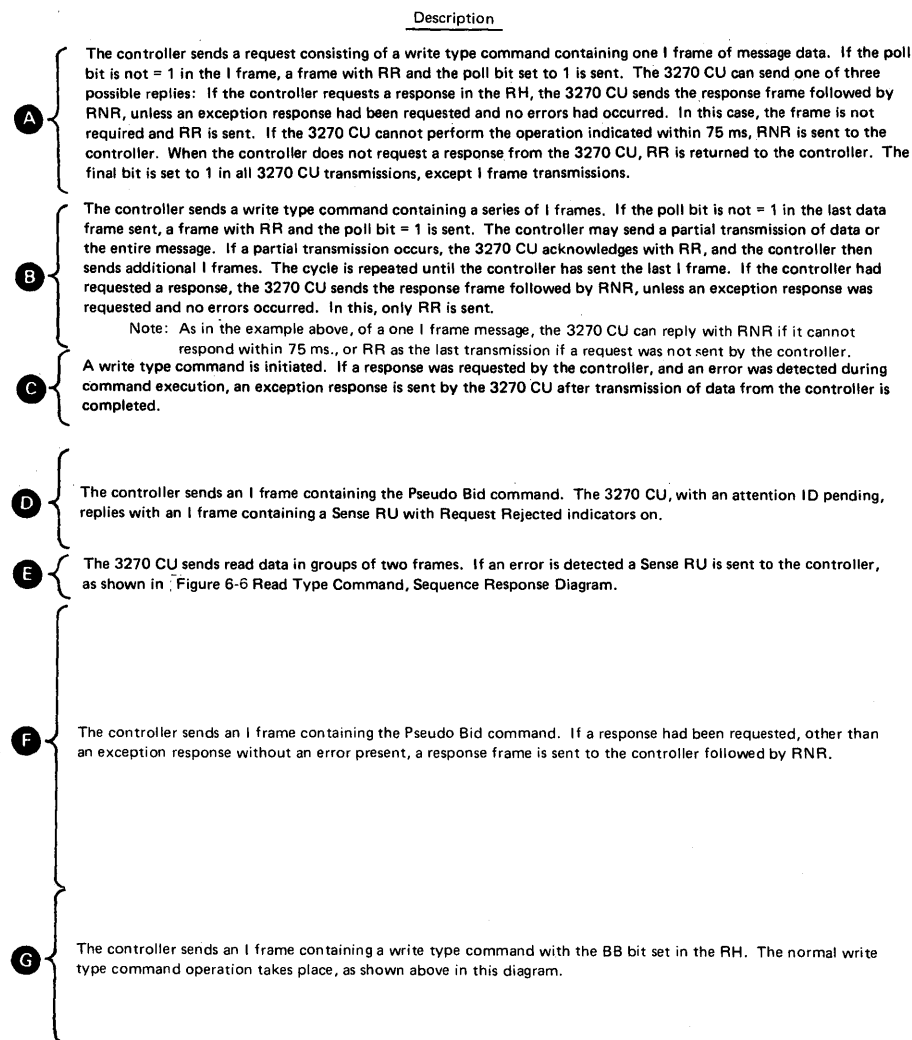 Description
The controller sends a request consisting of a write type command containing one I frame of message data. If the poll
bit is not = 1 in the I frame, a frame with RR and the poll bit set to 1 is sent. The 3270 CU can send one of three
possible replies: If the controller requests a response in the RH, the 3270 CU sends the response frame followed by
RNR, unless an exception response had been requested and no errors had occurred. In this case, the frame is not
A
required and RR is sent. If the 3270 CU cannot perform the operation indicated within 75 ms, RNR is sent to the
controller. When the controller does not request a response from the 3270 CU, RR is returned to the controller. The
final bit is set to 1 in all 3270 CU transmissions, except I frame transmissions.
The controller sends a write type command containing a series of I frames. If the poll bit is not = 1 in the last data
frame sent, a frame with RR and the poll bit = 1 is sent. The controller may send a partial transmission of data or
the entire message. If a partial transmission occurs, the 3270 CU acknowledges with RR, and the controller then
B
sends additional I frames. The cycle is repeated until the controller has sent the last I frame. If the controller had
requested a response, the 3270 CU sends the response frame followed by RNR, unless an exception response was
requested and no errors occurred. In this, only RR is sent.
Note: As in the example above, of a one I frame message, the 3270 CU can reply with RNR if it cannot
respond within 75 ms., or RR as the last transmission if a request was not sent by the controller.
A write type command is initiated. If a response was requested by the controller, and an error was detected during
C
command execution, an exception response is sent by the 3270 CU after transmission of data from the controller is
completed.
D
The controller sends an I frame containing the Pseudo Bid command. The 3270 CU, with an attention ID pending,
replies with an I frame containing a Sense RU with Request Rejected indicators on.
E
The 3270 CU sends read data in groups of two frames. If an error is detected a Sense RU is sent to the controller,
as shown in Figure 6-6 Read Type Command, Sequence Response Diagram.
F
The controller sends an I frame containing the Pseudo Bid command. If a response had been requested, other than
an exception response without an error present, a response frame is sent to the controller followed by RNR.
G
The controller sends an I frame containing a write type command with the BB bit set in the RH. The normal write
type command operation takes place, as shown above in this diagram.